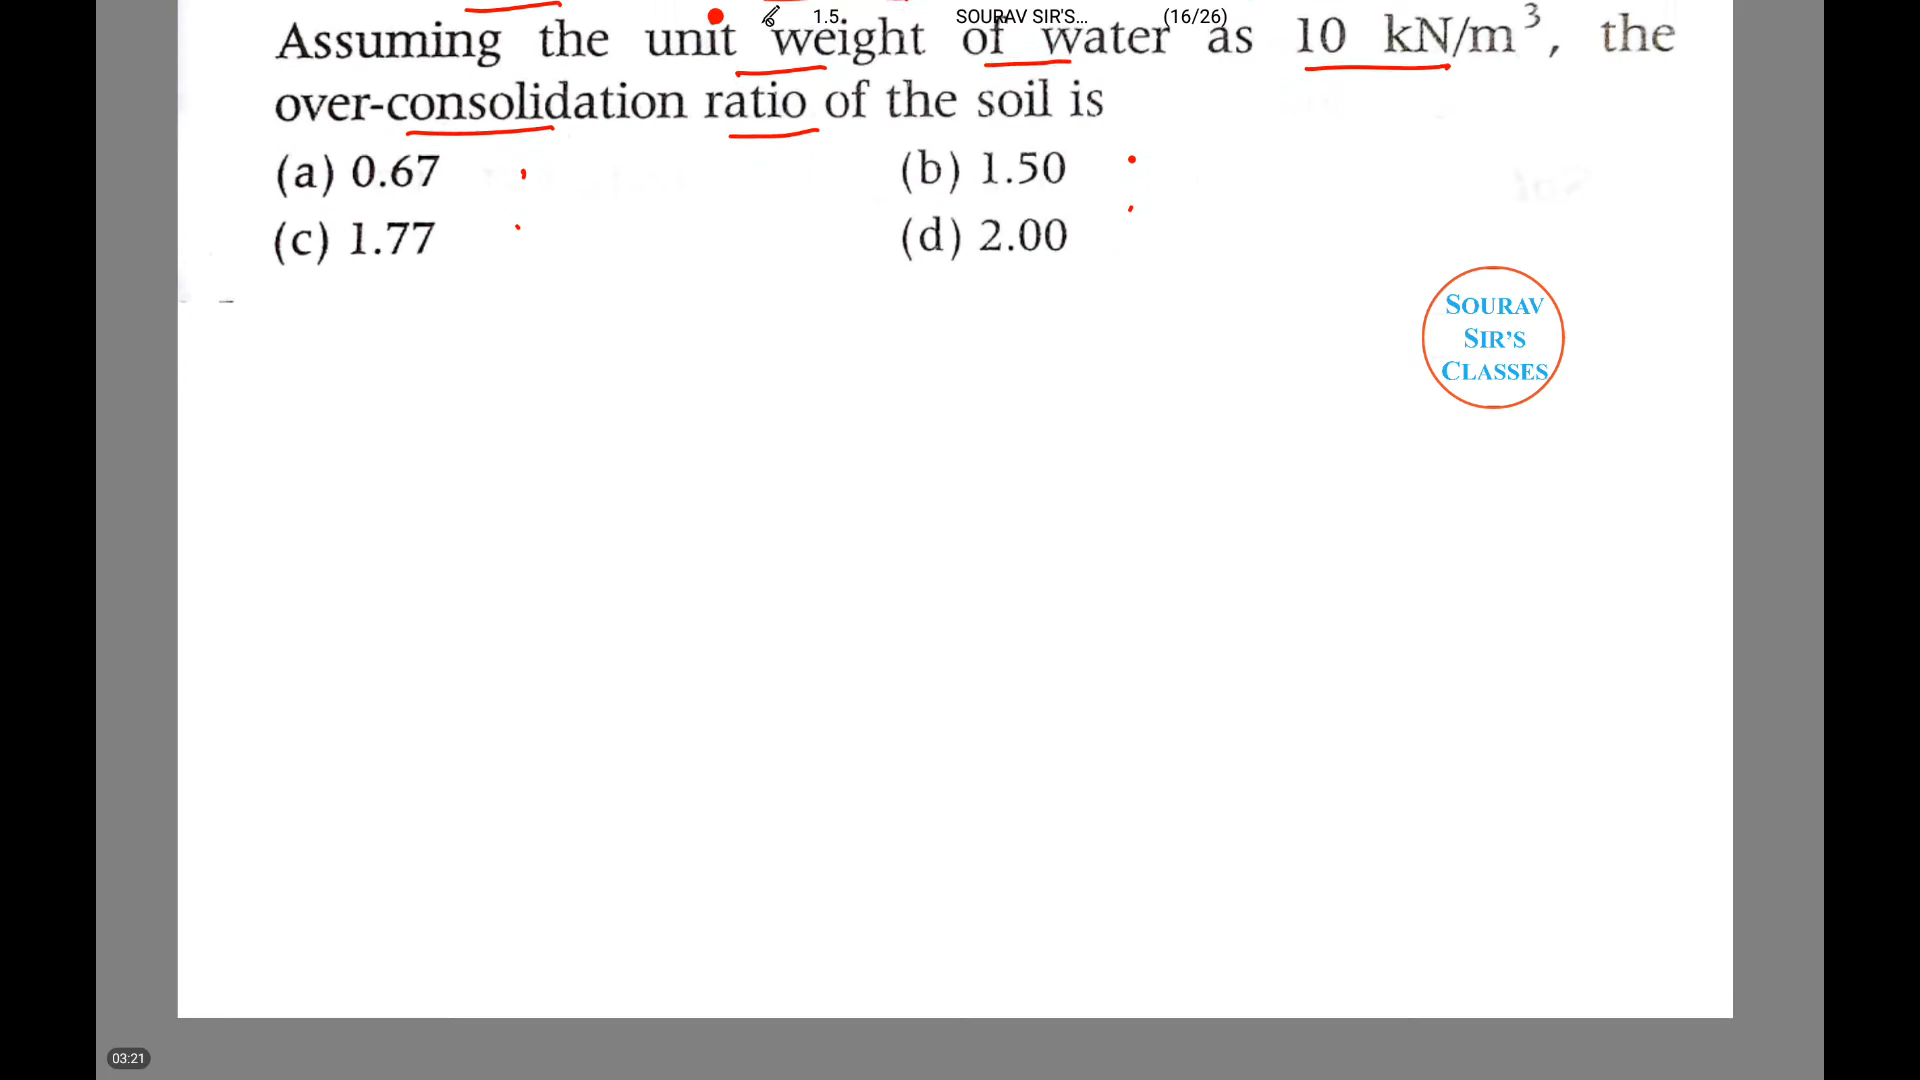 1.5 SOURAV SIR'S... (16/26)
Assuming the unit weight of water as 10 kN/m³, the
over-consolidation ratio of the soil is
(a) 0.67 (b) 1.50
(c) 1.77 (d) 2.00
SOURAV
SIR'S
CLASSES
03:21